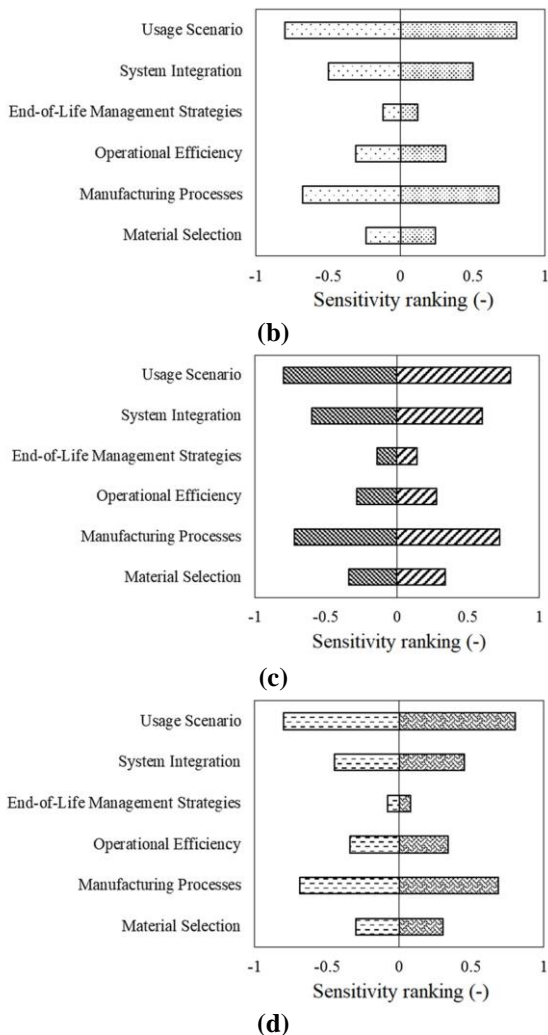 Usage Scenario
System Integration
End-of-Life Management Strategies
Operational Efficiency
Manufacturing Processes
Material Selection
-1 -0.5 0 0.5 1
Sensitivity ranking (-)
(b)
Usage Scenario
System Integration
End-of-Life Management Strategies
Operational Efficiency
Manufacturing Processes
Material Selection
-1 -0.5 0 0.5 1
Sensitivity ranking (-)
(c)
Usage Scenario
System Integration
End-of-Life Management Strategies
Operational Efficiency
Manufacturing Processes
Material Selection
-1 -0.5 0 0.5 1
Sensitivity ranking (-)
(d)